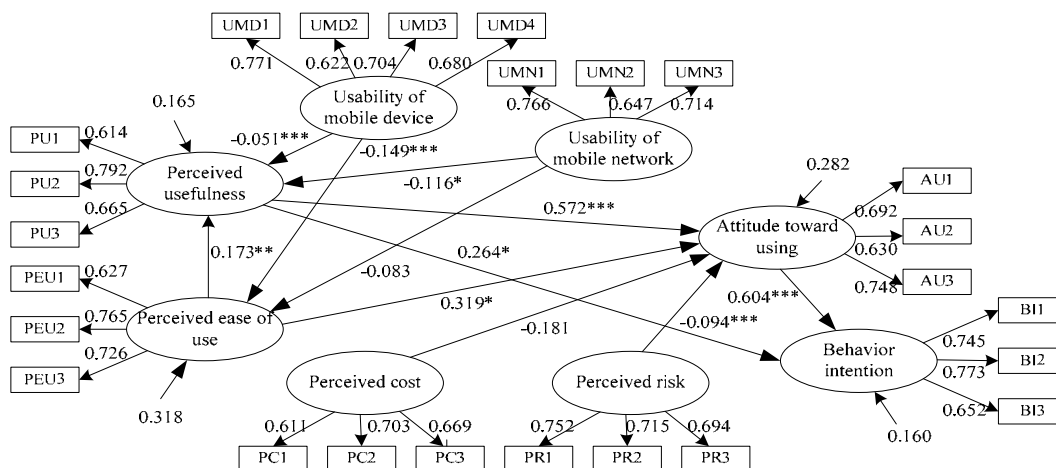 UMD1 UMD2 UMD3 UMD4
0.771 0.622 0.704 0.680
UMN1 UMN2 UMN3
0.766 0.647 0.714
Usability of
mobile device
Usability of
mobile network
0.165
PU1 0.614
PU2 0.792
PU3 0.665
Perceived
usefulness
-0.051***
-0.149***
-0.116*
0.572***
0.282
Attitude toward
using
AU1
0.692
AU2
0.630
AU3
0.748
0.173**
0.264*
-0.083
0.319*
-0.181
0.604***
-0.094***
PEU1 0.627
PEU2 0.765
PEU3 0.726
Perceived ease of
use
0.318
Perceived cost
Perceived risk
Behavior
intention
BI1
0.745
BI2
0.773
BI3
0.652
0.160
0.611 0.703 0.669
PC1 PC2 PC3
0.752 0.715 0.694
PR1 PR2 PR3